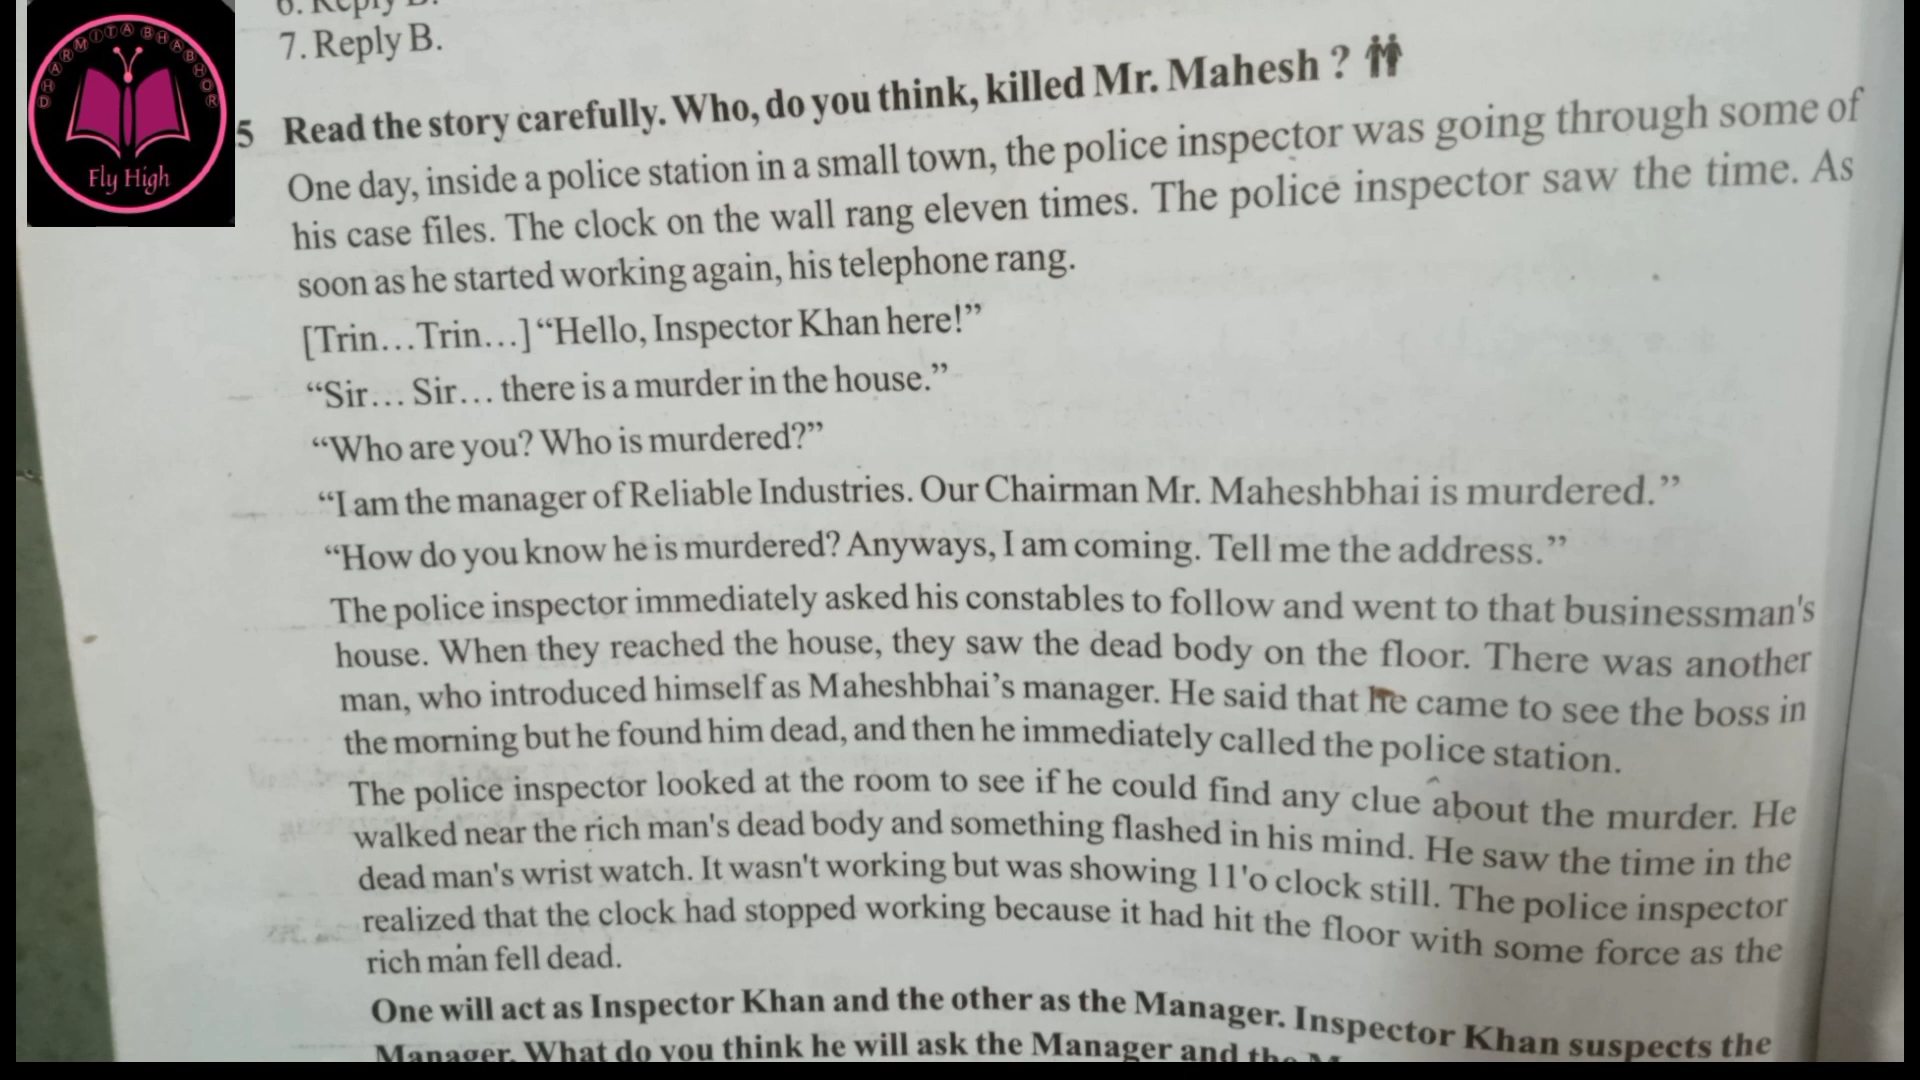 DHARMITA BHABHOR
Fly High
6. Reply B.
7. Reply B.
5 Read the story carefully. Who, do you think, killed Mr. Mahesh ?
One day, inside a police station in a small town, the police inspector was going through some of
his case files. The clock on the wall rang eleven times. The police inspector saw the time. As
soon as he started working again, his telephone rang.
[Trin…Trin…] “Hello, Inspector Khan here!”
“Sir… Sir… there is a murder in the house.”
“Who are you? Who is murdered?”
“I am the manager of Reliable Industries. Our Chairman Mr. Maheshbhai is murdered.”
“How do you know he is murdered? Anyways, I am coming. Tell me the address.”
The police inspector immediately asked his constables to follow and went to that businessman's
house. When they reached the house, they saw the dead body on the floor. There was another
man, who introduced himself as Maheshbhai’s manager. He said that he came to see the boss in
the morning but he found him dead, and then he immediately called the police station.
The police inspector looked at the room to see if he could find any clue about the murder. He
walked near the rich man's dead body and something flashed in his mind. He saw the time in the
dead man's wrist watch. It wasn't working but was showing 11'o clock still. The police inspector
realized that the clock had stopped working because it had hit the floor with some force as the
rich man fell dead.
One will act as Inspector Khan and the other as the Manager. Inspector Khan suspects the
Manager. What do you think he will ask the Manager and the